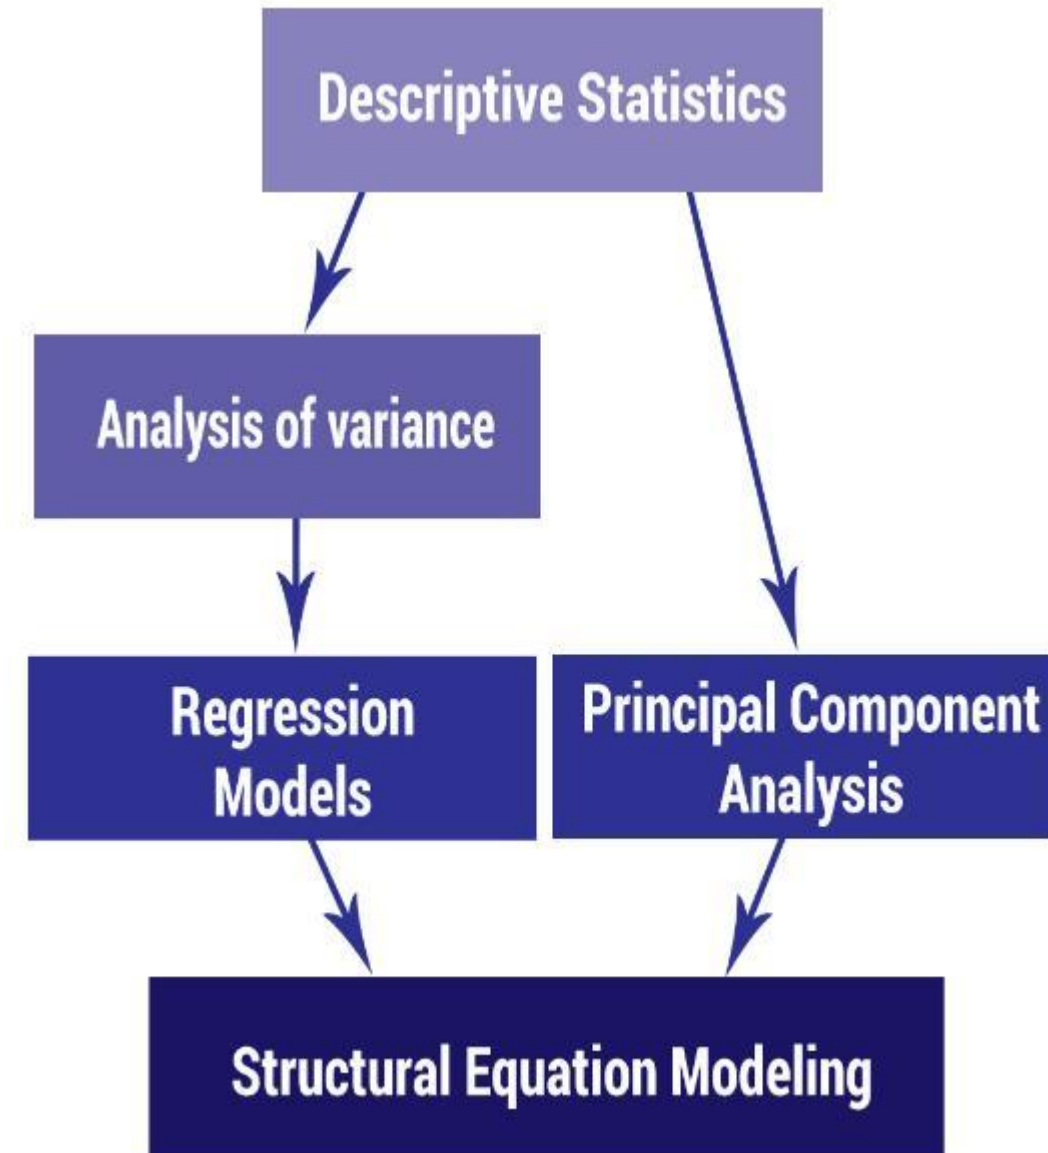 Descriptive Statistics
Analysis of variance
Regression
Models
Principal Component
Analysis
Structural Equation Modeling